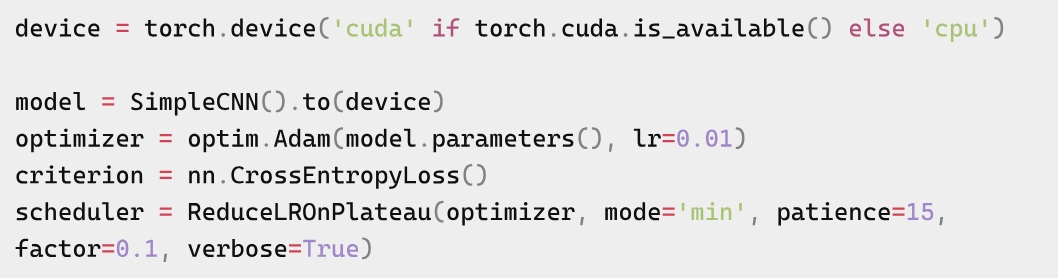 device = torch.device('cuda' if torch.cuda.is_available() else 'cpu')
model = SimpleCNN().to(device)
optimizer = optim.Adam(model.parameters(), lr=0.01)
criterion = nn.CrossEntropyLoss()
scheduler = ReduceLROnPlateau(optimizer, mode='min', patience=15,
factor=0.1, verbose=True)